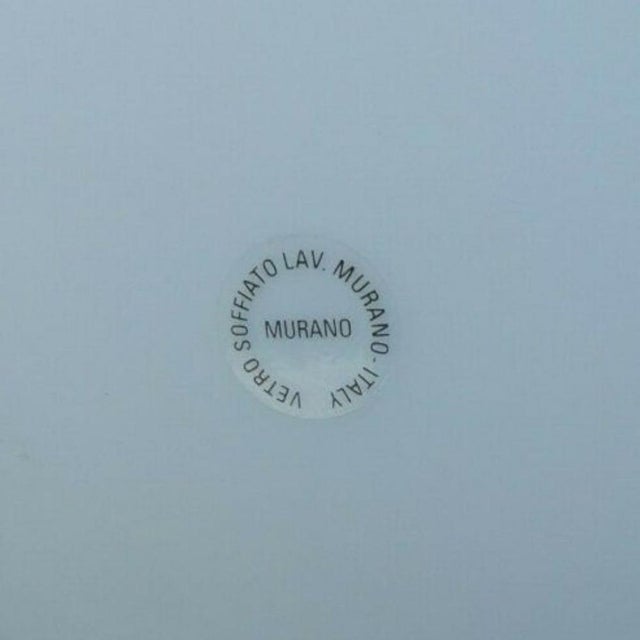 VETRO SOFFIATO LAV. MURANO - ITALY
MURANO